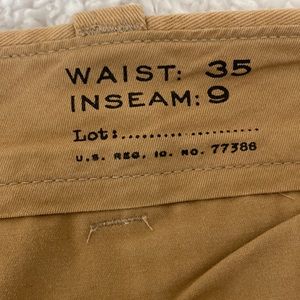 WAIST: 35
INSEAM: 9
Lot:....................
U.S. REG. ID. NO. 77388